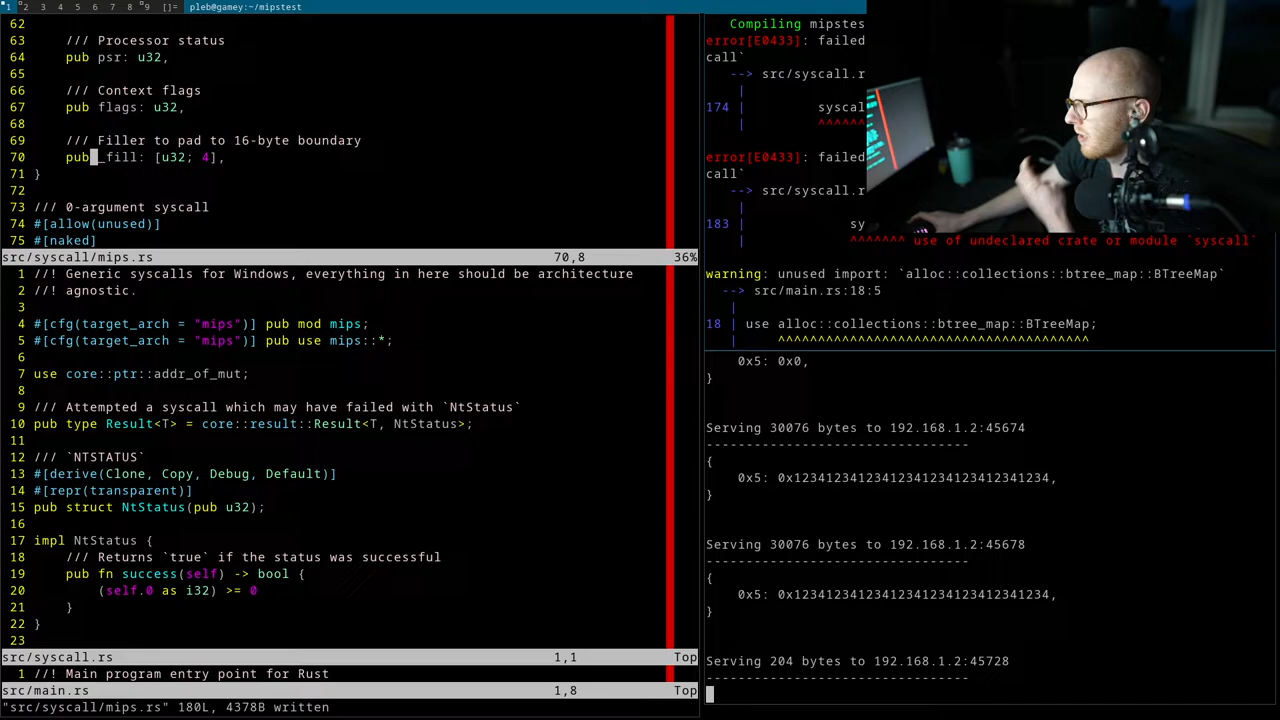 1 2 3 4 5 6 7 8 9 []= pleb@gamey:~/mipstest
62
63 /// Processor status
64 pub psr: u32,
65
66 /// Context flags
67 pub flags: u32,
68
69 /// Filler to pad to 16-byte boundary
70 pub _fill: [u32; 4],
71 }
72
73 /// 0-argument syscall
74 #[allow(unused)]
75 #[naked]
src/syscall/mips.rs 70,8 36%
1 //! Generic syscalls for Windows, everything in here should be architecture
2 //! agnostic.
3
4 #[cfg(target_arch = "mips")] pub mod mips;
5 #[cfg(target_arch = "mips")] pub use mips::*;
6
7 use core::ptr::addr_of_mut;
8
9 /// Attempted a syscall which may have failed with `NtStatus`
10 pub type Result<T> = core::result::Result<T, NtStatus>;
11
12 /// `NTSTATUS`
13 #[derive(Clone, Copy, Debug, Default)]
14 #[repr(transparent)]
15 pub struct NtStatus(pub u32);
16
17 impl NtStatus {
18 /// Returns `true` if the status was successful
19 pub fn success(self) -> bool {
20 (self.0 as i32) >= 0
21 }
22 }
23
src/syscall.rs 1,1 Top
1 //! Main program entry point for Rust
src/main.rs 1,8 Top
"src/syscall/mips.rs" 180L, 4378B written
Compiling mipstes
error[E0433]: failed
call`
--> src/syscall.r
|
174 | syscal
| ^^^^^^
error[E0433]: failed
call`
--> src/syscall.r
|
183 | sy
| ^^^^^^^ use of undeclared crate or module `syscall`
warning: unused import: `alloc::collections::btree_map::BTreeMap`
--> src/main.rs:18:5
|
18 | use alloc::collections::btree_map::BTreeMap;
| ^^^^^^^^^^^^^^^^^^^^^^^^^^^^^^^^^^^^^^^
0x5: 0x0,
}
Serving 30076 bytes to 192.168.1.2:45674
---------------------------------
{
0x5: 0x12341234123412341234123412341234,
}
Serving 30076 bytes to 192.168.1.2:45678
---------------------------------
{
0x5: 0x12341234123412341234123412341234,
}
Serving 204 bytes to 192.168.1.2:45728
---------------------------------